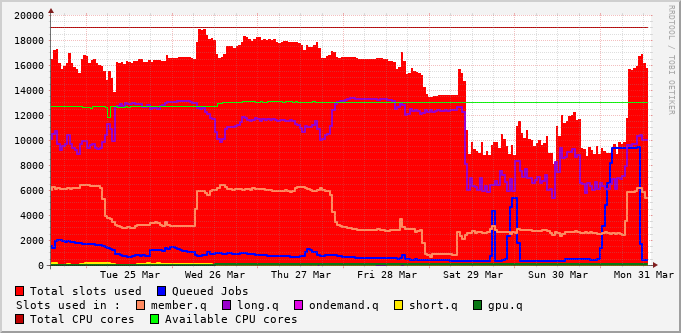 20000
18000
16000
14000
12000
10000
8000
6000
4000
2000
0
Tue 25 Mar Wed 26 Mar Thu 27 Mar Fri 28 Mar Sat 29 Mar Sun 30 Mar Mon 31 Mar
Total slots used Queued Jobs
Slots used in : member.q long.q ondemand.q short.q gpu.q
Total CPU cores Available CPU cores
RRDTOOL / TOBI OETIKER